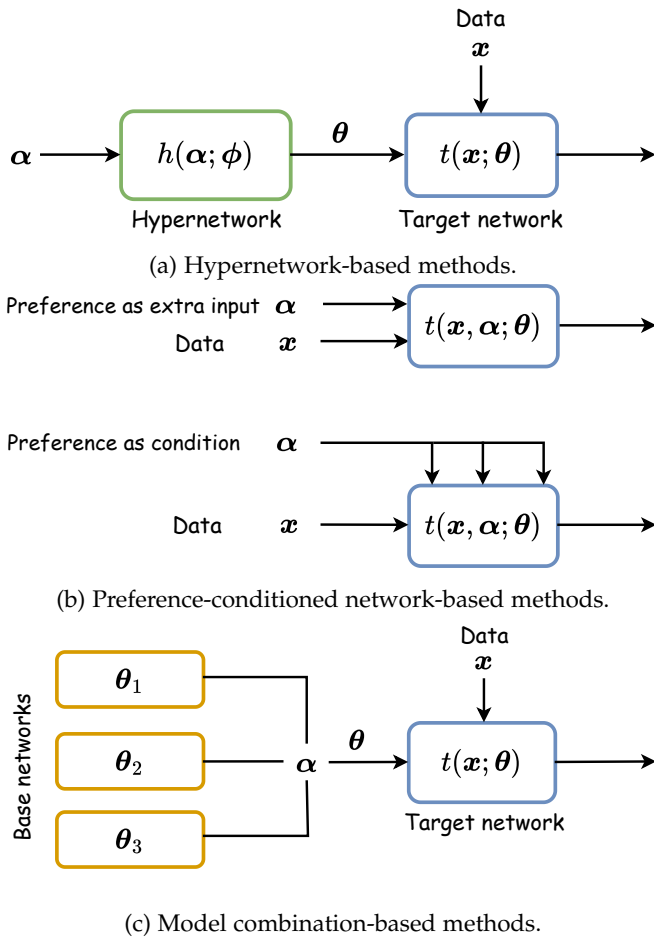 Data
x
α
h(α; ϕ)
θ
t(x; θ)
Hypernetwork
Target network
(a) Hypernetwork-based methods.
Preference as extra input α
Data x
t(x, α; θ)
Preference as condition α
Data x
t(x, α; θ)
(b) Preference-conditioned network-based methods.
Base networks
θ₁
θ₂
θ₃
α
θ
Data
x
t(x; θ)
Target network
(c) Model combination-based methods.